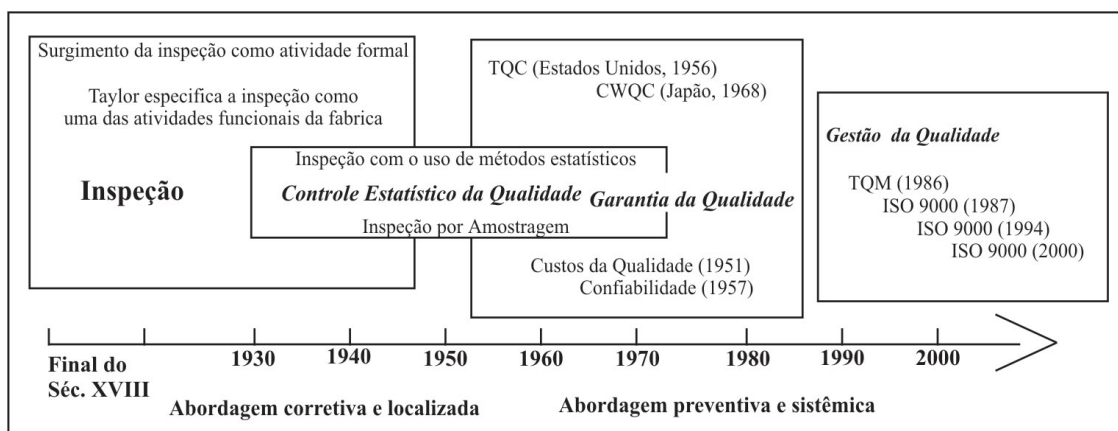 Surgimento da inspeção como atividade formal
Taylor especifica a inspeção como
uma das atividades funcionais da fabrica
Inspeção
Inspeção com o uso de métodos estatísticos
Controle Estatístico da Qualidade
Inspeção por Amostragem
TQC (Estados Unidos, 1956)
CWQC (Japão, 1968)
Garantia da Qualidade
Custos da Qualidade (1951)
Confiabilidade (1957)
Gestão da Qualidade
TQM (1986)
ISO 9000 (1987)
ISO 9000 (1994)
ISO 9000 (2000)
Final do
Séc. XVIII
1930
1940
1950
1960
1970
1980
1990
2000
Abordagem corretiva e localizada
Abordagem preventiva e sistêmica